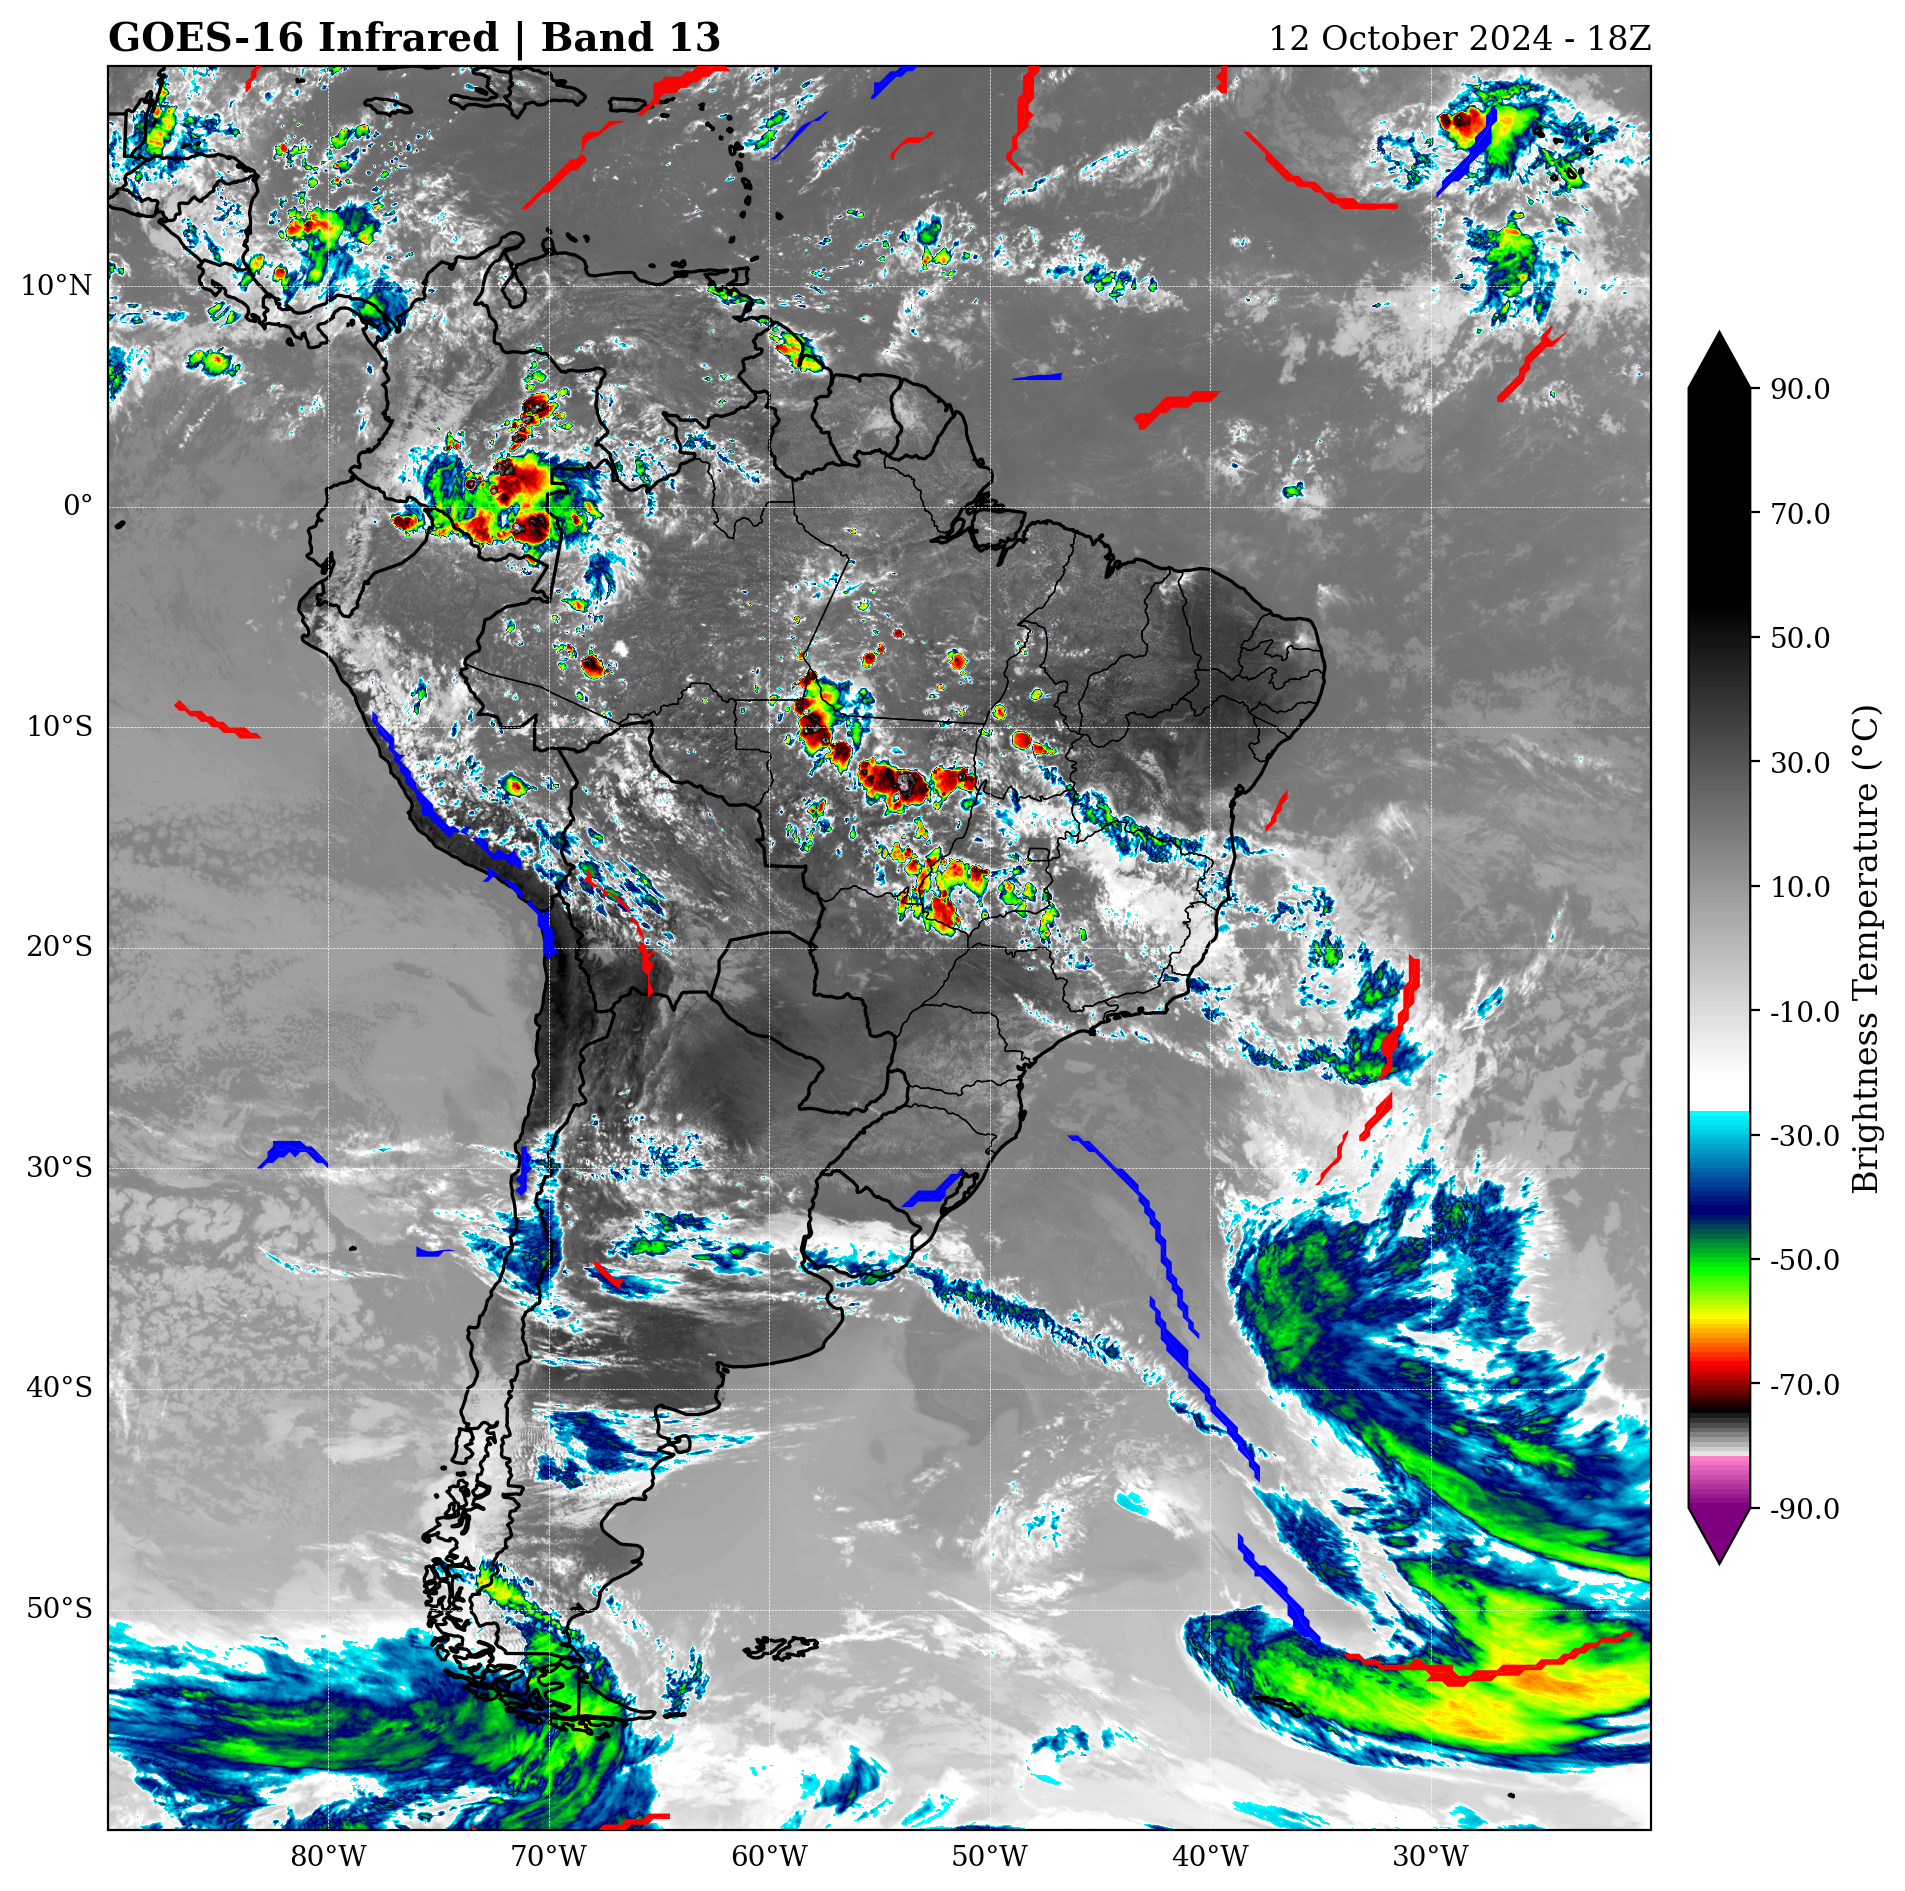 GOES-16 Infrared | Band 13
12 October 2024 - 18Z
10°N
0°
10°S
20°S
30°S
40°S
50°S
80°W
70°W
60°W
50°W
40°W
30°W
90.0
70.0
50.0
30.0
10.0
-10.0
-30.0
-50.0
-70.0
-90.0
Brightness Temperature (°C)